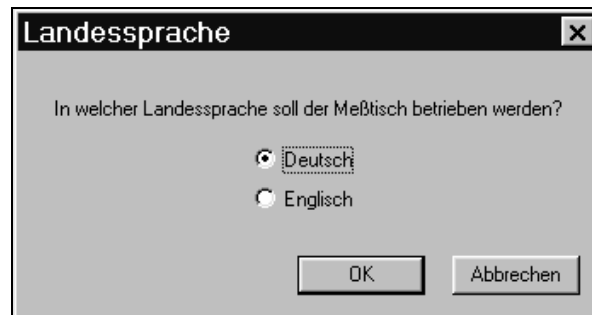 Landessprache
In welcher Landessprache soll der Meßtisch betrieben werden?
Deutsch
Englisch
OK Abbrechen